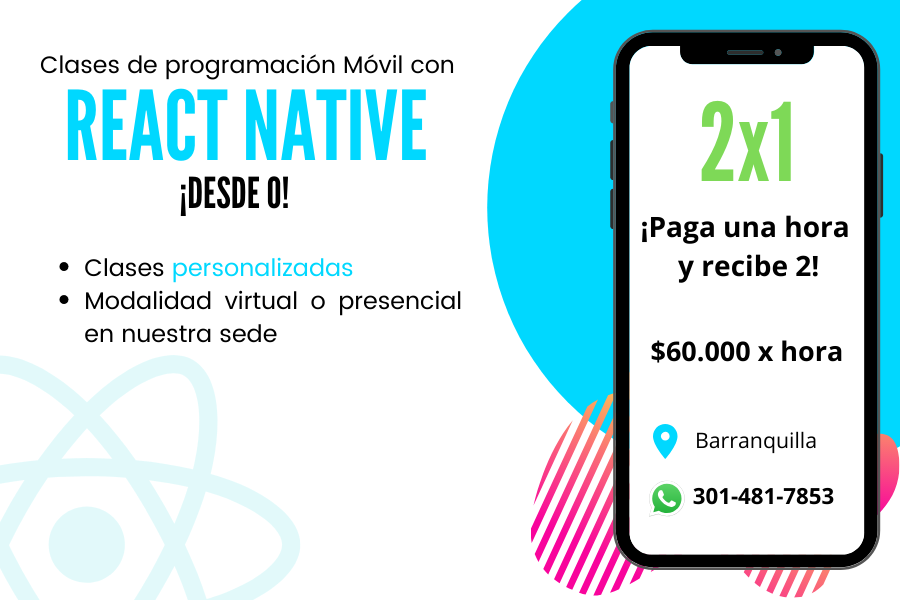 Clases de programación Móvil con
REACT NATIVE
¡DESDE 0!
Clases personalizadas
Modalidad virtual o presencial
en nuestra sede
2x1
¡Paga una hora
y recibe 2!
$60.000 x hora
Barranquilla
301-481-7853